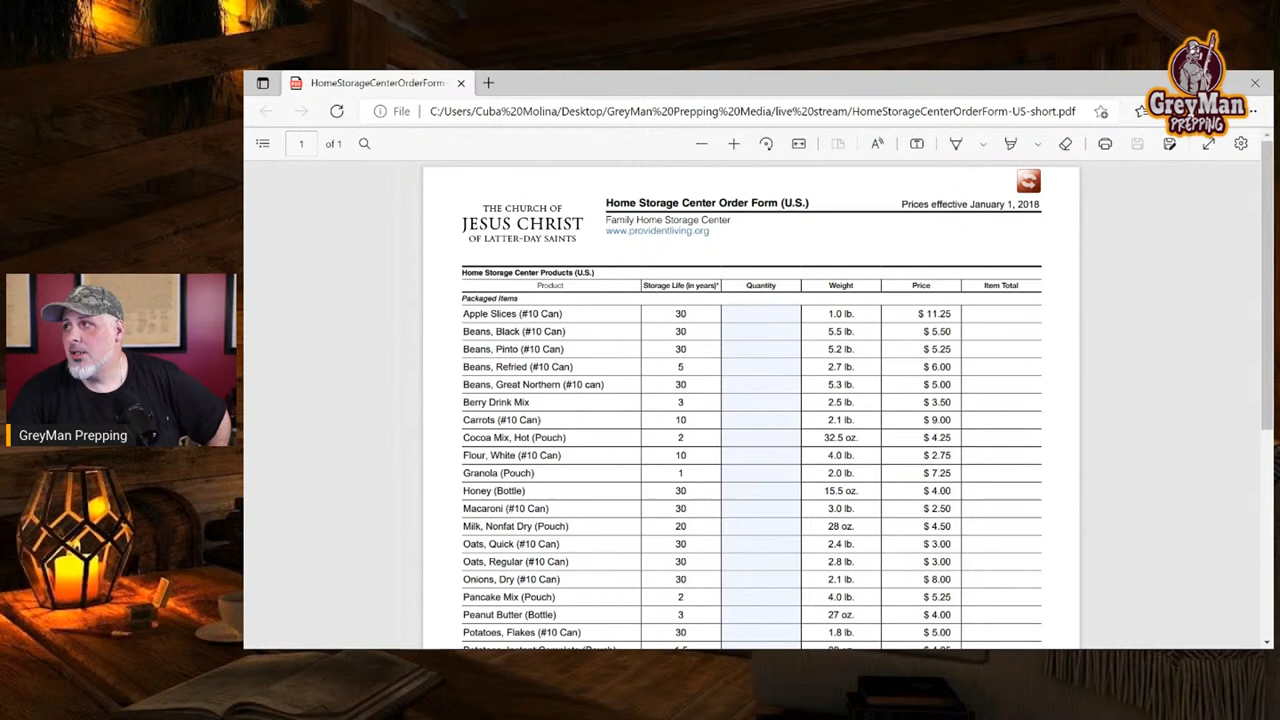 GreyMan
PREPPING
HomeStorageCenterOrderForm-
File
C:/Users/Cuba%20Molina/Desktop/GreyMan%20Prepping%20Media/live%20stream/HomeStorageCenterOrderForm-US-short.pdf
1 of 1
THE CHURCH OF
JESUS CHRIST
OF LATTER-DAY SAINTS
Home Storage Center Order Form (U.S.) Prices effective January 1, 2018
Family Home Storage Center
www.providentliving.org
Home Storage Center Products (U.S.)
Product Storage Life (in years)* Quantity Weight Price Item Total
Packaged Items
Apple Slices (#10 Can) 30 1.0 lb. $ 11.25
Beans, Black (#10 Can) 30 5.5 lb. $ 5.50
Beans, Pinto (#10 Can) 30 5.2 lb. $ 5.25
Beans, Refried (#10 Can) 5 2.7 lb. $ 6.00
Beans, Great Northern (#10 can) 30 5.3 lb. $ 5.00
Berry Drink Mix 3 2.5 lb. $ 3.50
Carrots (#10 Can) 10 2.1 lb. $ 9.00
Cocoa Mix, Hot (Pouch) 2 32.5 oz. $ 4.25
Flour, White (#10 Can) 10 4.0 lb. $ 2.75
Granola (Pouch) 1 2.0 lb. $ 7.25
Honey (Bottle) 30 15.5 oz. $ 4.00
Macaroni (#10 Can) 30 3.0 lb. $ 2.50
Milk, Nonfat Dry (Pouch) 20 28 oz. $ 4.50
Oats, Quick (#10 Can) 30 2.4 lb. $ 3.00
Oats, Regular (#10 Can) 30 2.8 lb. $ 3.00
Onions, Dry (#10 Can) 30 2.1 lb. $ 8.00
Pancake Mix (Pouch) 2 4.0 lb. $ 5.25
Peanut Butter (Bottle) 3 27 oz. $ 4.00
Potatoes, Flakes (#10 Can) 30 1.8 lb. $ 5.00
GreyMan Prepping